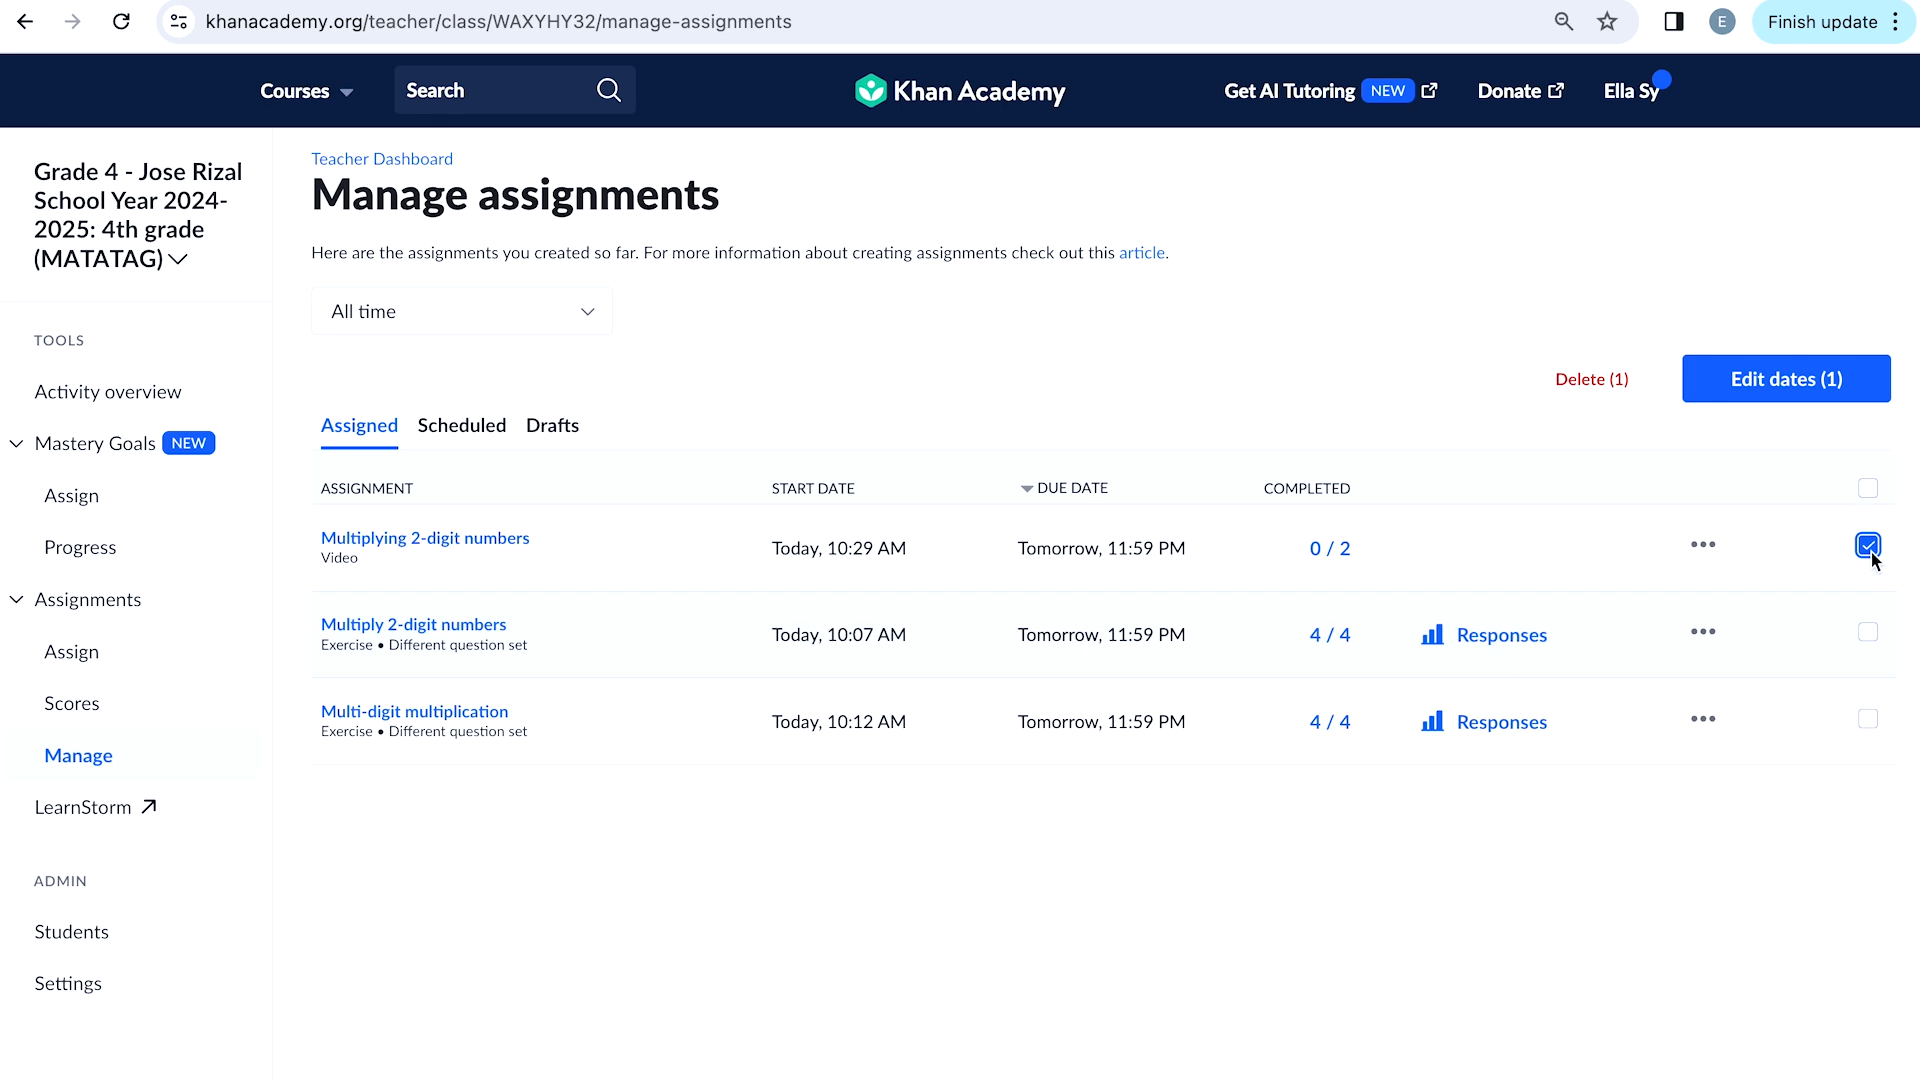 khanacademy.org/teacher/class/WAXYHY32/manage-assignments
E
Finish update
Courses
Search
Khan Academy
Get AI Tutoring NEW
Donate
Ella Sy
Grade 4 - Jose Rizal
School Year 2024-
2025: 4th grade
(MATATAG)
TOOLS
Activity overview
Mastery Goals NEW
Assign
Progress
Assignments
Assign
Scores
Manage
LearnStorm
ADMIN
Students
Settings
Teacher Dashboard
Manage assignments
Here are the assignments you created so far. For more information about creating assignments check out this article.
All time
Delete (1)
Edit dates (1)
Assigned Scheduled Drafts
ASSIGNMENT START DATE DUE DATE COMPLETED
Multiplying 2-digit numbers
Video
Today, 10:29 AM Tomorrow, 11:59 PM 0 / 2
Multiply 2-digit numbers
Exercise • Different question set
Today, 10:07 AM Tomorrow, 11:59 PM 4 / 4 Responses
Multi-digit multiplication
Exercise • Different question set
Today, 10:12 AM Tomorrow, 11:59 PM 4 / 4 Responses